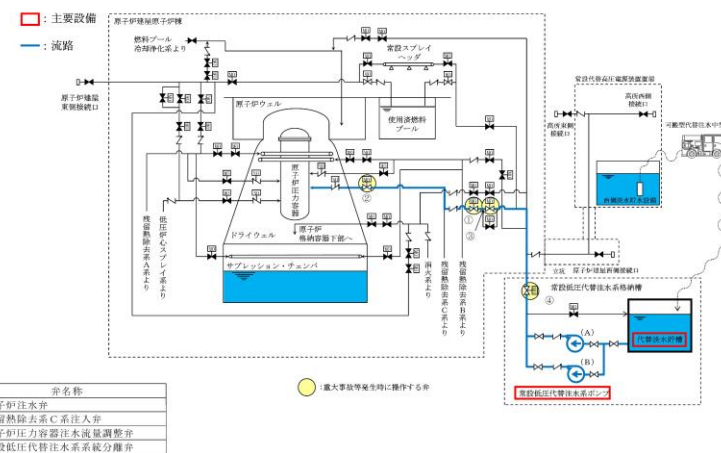 ：主要設備
：流路
原子炉建屋原子炉棟
燃料プール
冷却浄化系より
常設スプレイ
ヘッダ
原子炉建屋
東側接続口
原子炉ウェル
使用済燃料
プール
常設代替高圧電源装置置場
高所西側
接続口
高所東側
接続口
可搬型代替注水中型
西側淡水貯水設備
原子炉圧力容器
②
①
③
残留熱除去系A系より
低圧炉心スプレイ系より
ドライウェル
原子炉
格納容器下部へ
サプレッション・チェンバ
消火系より
残留熱除去系C系より
残留熱除去系B系より
立坑
原子炉建屋西側接続口
常設低圧代替注水系格納槽
④
(A)
(B)
代替淡水貯槽
常設低圧代替注水系ポンプ
：重大事故等発生時に操作する弁
弁名称
子炉注水弁
留熱除去系C系注入弁
子炉圧力容器注水流量調整弁
設低圧代替注水系系統分離弁